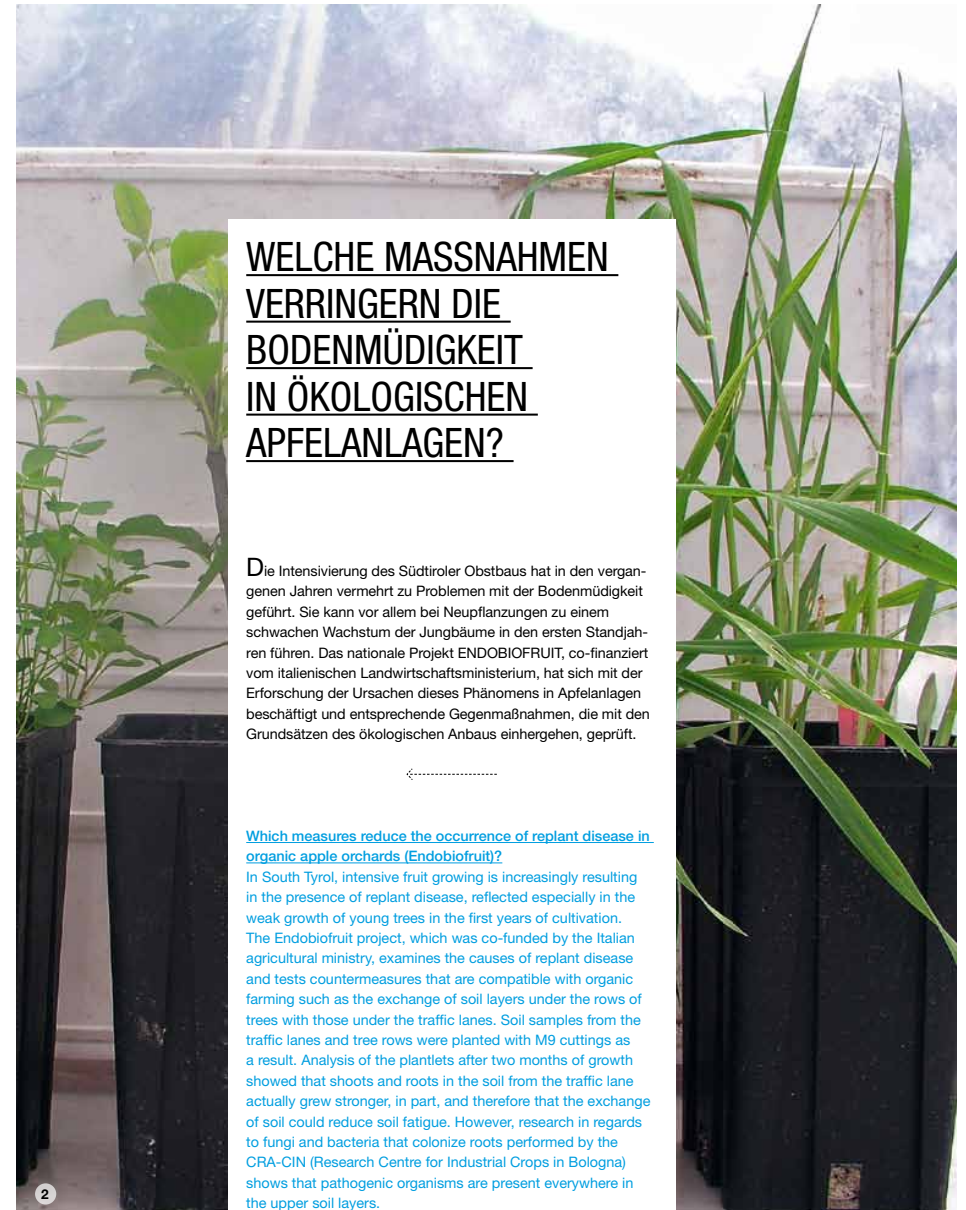 WELCHE MASSNAHMEN
VERRINGERN DIE
BODENMÜDIGKEIT
IN ÖKOLOGISCHEN
APFELANLAGEN?
Die Intensivierung des Südtiroler Obstbaus hat in den vergan-
genen Jahren vermehrt zu Problemen mit der Bodenmüdigkeit
geführt. Sie kann vor allem bei Neupflanzungen zu einem
schwachen Wachstum der Jungbäume in den ersten Standjah-
ren führen. Das nationale Projekt ENDOBIOFRUIT, co-finanziert
vom italienischen Landwirtschaftsministerium, hat sich mit der
Erforschung der Ursachen dieses Phänomens in Apfelanlagen
beschäftigt und entsprechende Gegenmaßnahmen, die mit den
Grundsätzen des ökologischen Anbaus einhergehen, geprüft.
Which measures reduce the occurrence of replant disease in
organic apple orchards (Endobiofruit)?
In South Tyrol, intensive fruit growing is increasingly resulting
in the presence of replant disease, reflected especially in the
weak growth of young trees in the first years of cultivation.
The Endobiofruit project, which was co-funded by the Italian
agricultural ministry, examines the causes of replant disease
and tests countermeasures that are compatible with organic
farming such as the exchange of soil layers under the rows of
trees with those under the traffic lanes. Soil samples from the
traffic lanes and tree rows were planted with M9 cuttings as
a result. Analysis of the plantlets after two months of growth
showed that shoots and roots in the soil from the traffic lane
actually grew stronger, in part, and therefore that the exchange
of soil could reduce soil fatigue. However, research in regards
to fungi and bacteria that colonize roots performed by the
CRA-CIN (Research Centre for Industrial Crops in Bologna)
shows that pathogenic organisms are present everywhere in
the upper soil layers.
2